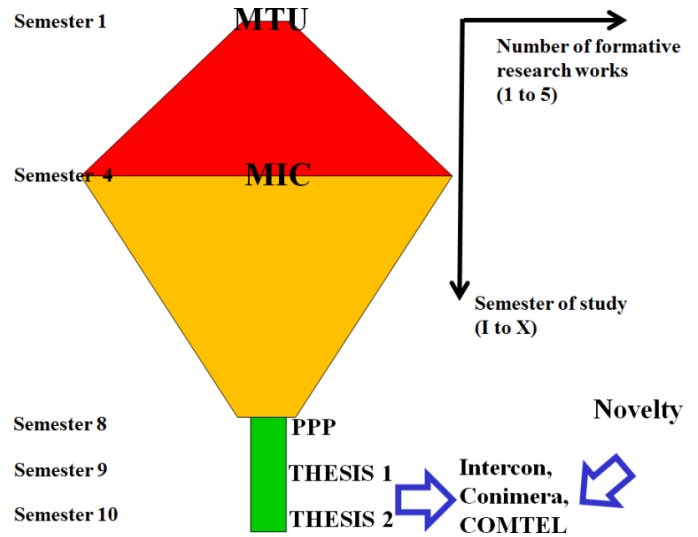 Semester 1
MTU
Number of formative
research works
(1 to 5)
Semester 4
MIC
Semester of study
(I to X)
Semester 8
PPP
Novelty
Semester 9
THESIS 1
Intercon,
Conimera,
COMTEL
Semester 10
THESIS 2